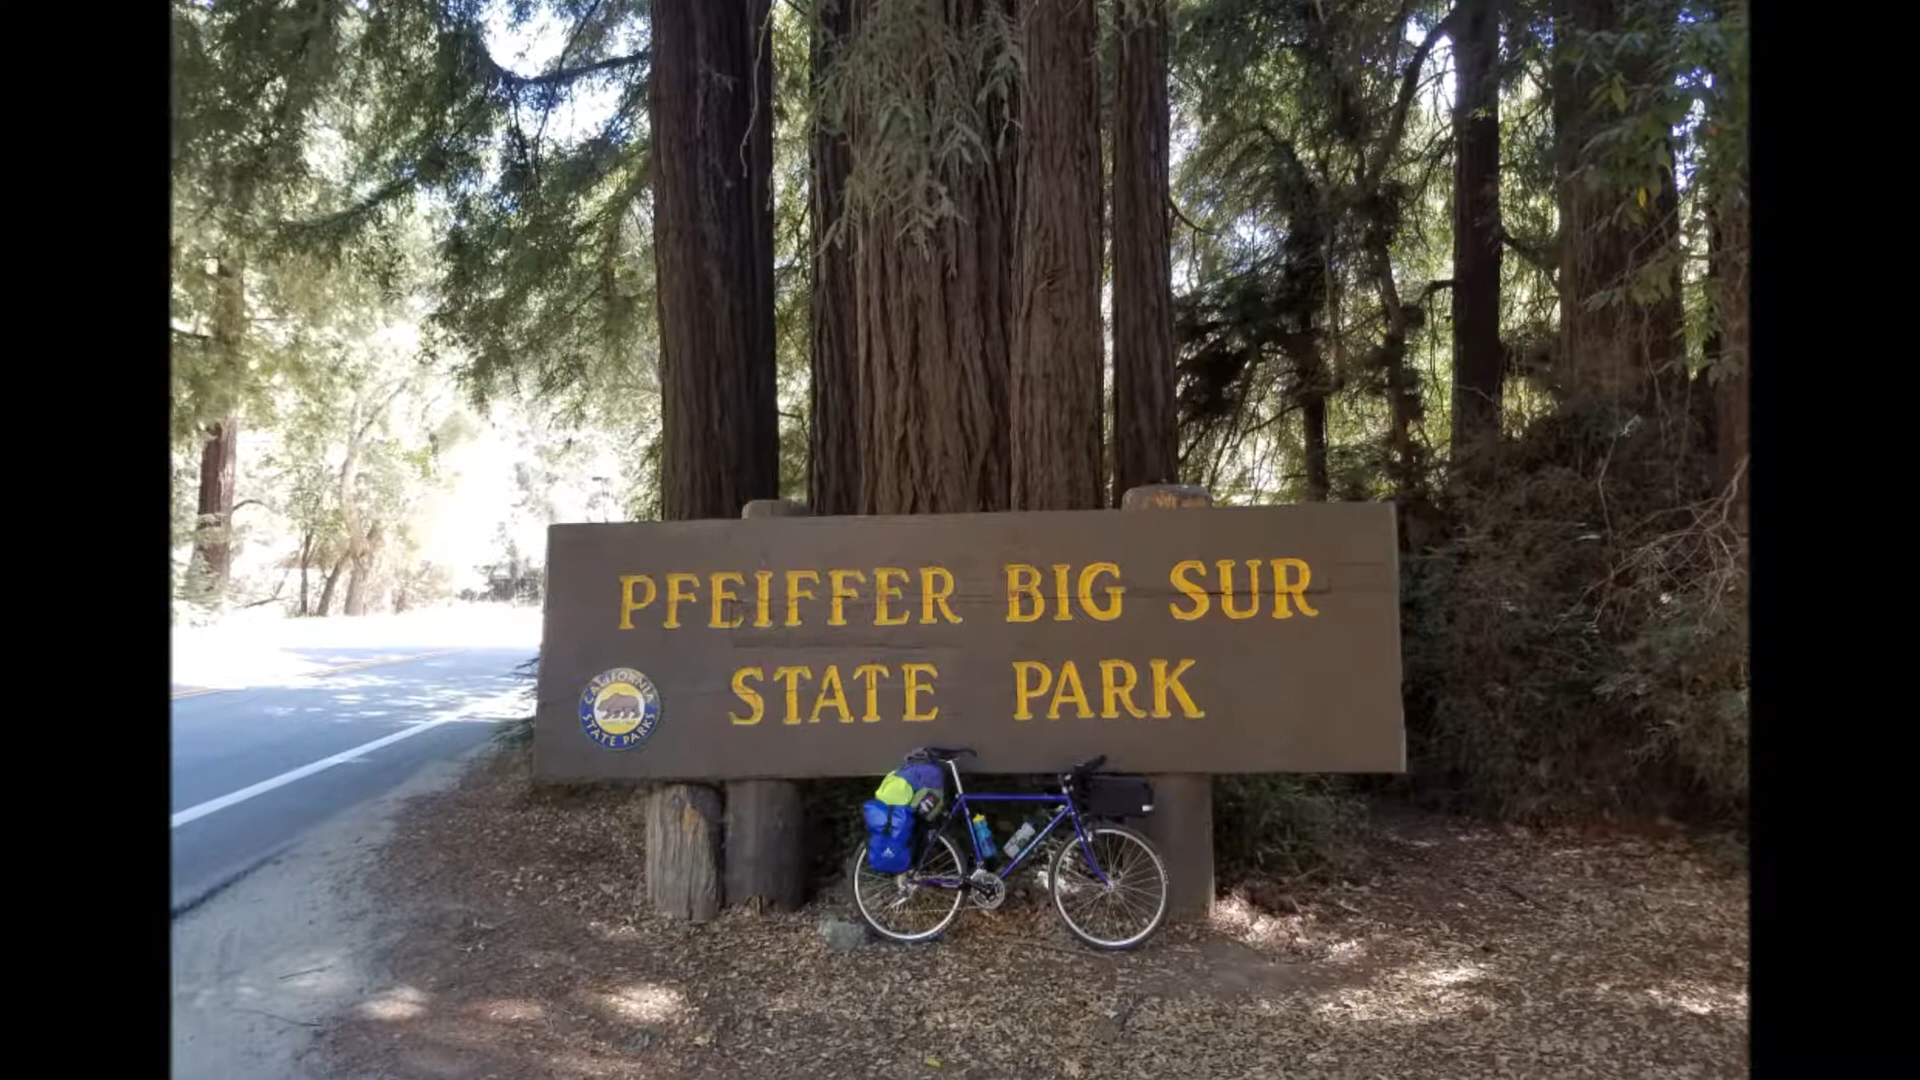 PFEIFFER BIG SUR
STATE PARK
CALIFORNIA
STATE PARKS